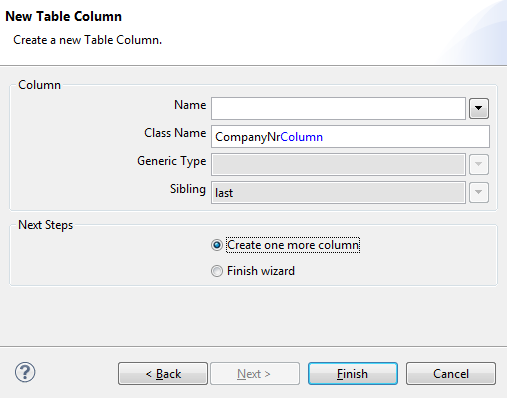 New Table Column
Create a new Table Column.
Column
Name
Class Name CompanyNrColumn
Generic Type
Sibling last
Next Steps
Create one more column
Finish wizard
? < Back Next > Finish Cancel